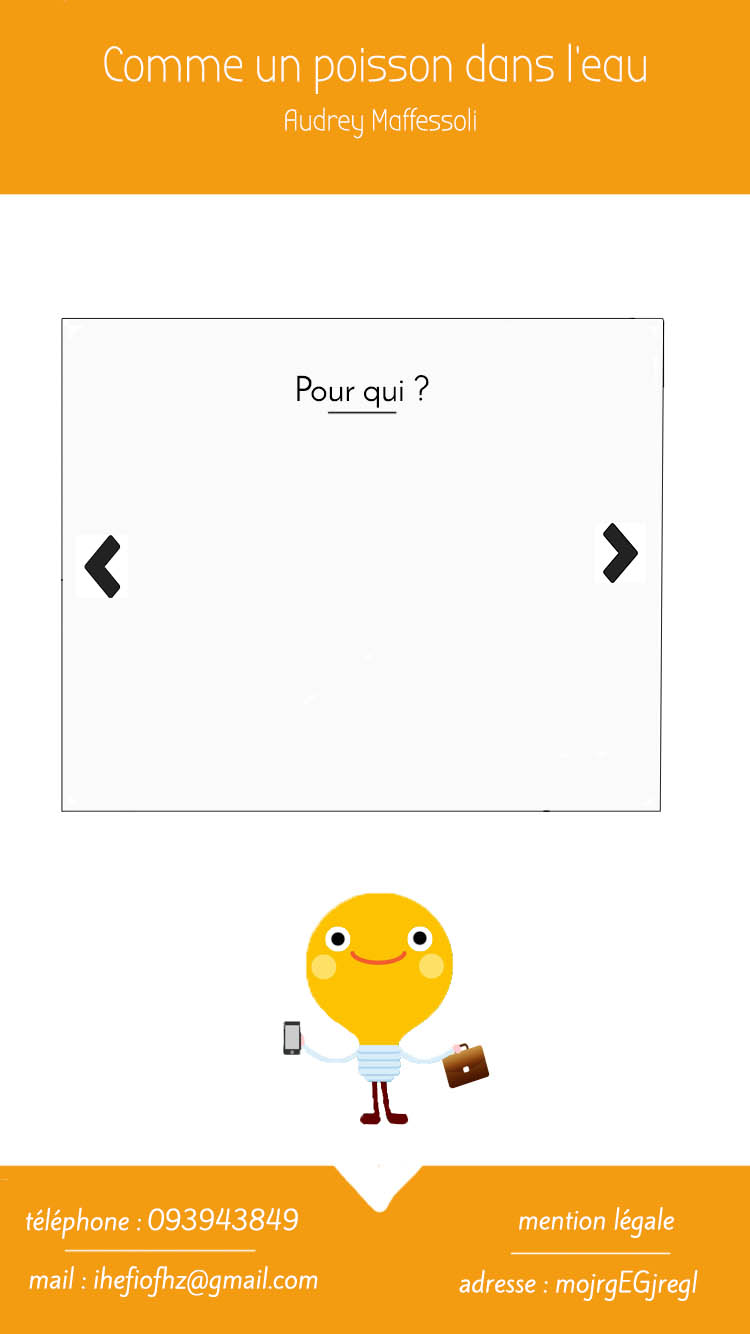 Comme un poisson dans l'eau
Audrey Maffessoli
Pour qui ?
téléphone : 093943849
mail : ihefiofhz@gmail.com
mention légale
adresse : mojrgEGjregl